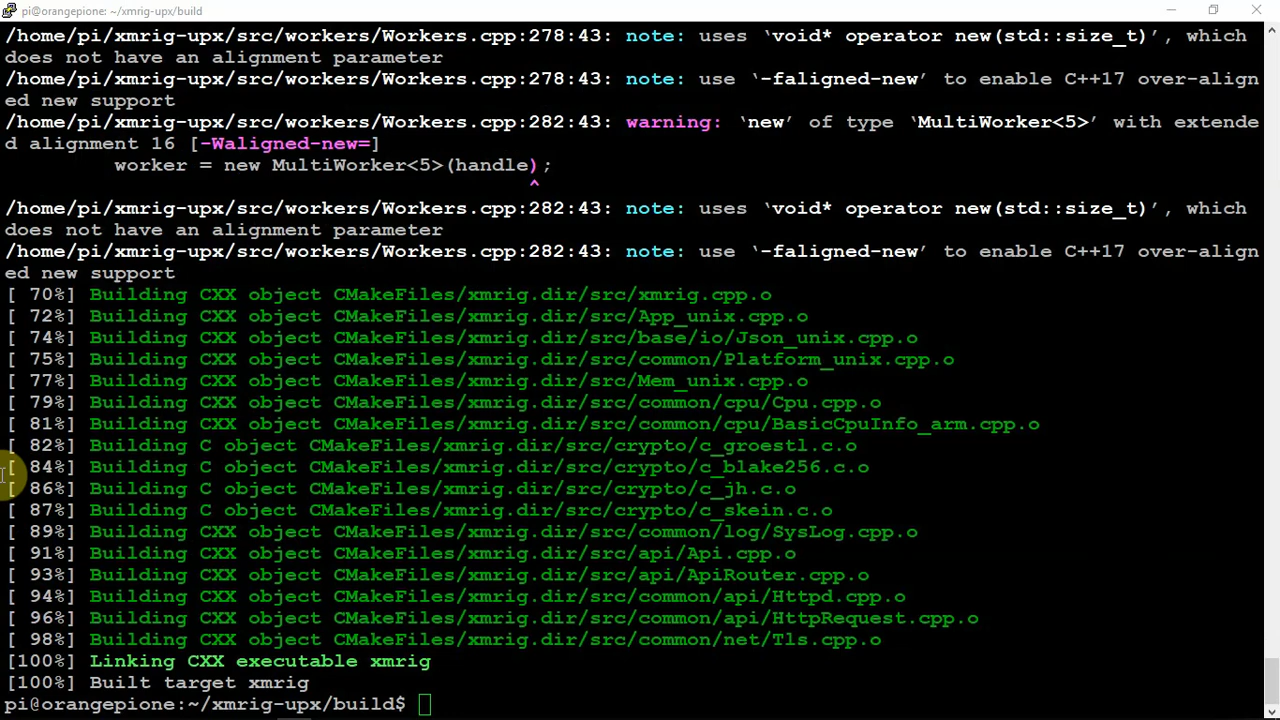 pi@orangepione: ~/xmrig-upx/build
/home/pi/xmrig-upx/src/workers/Workers.cpp:278:43: note: uses ‘void* operator new(std::size_t)’, which
does not have an alignment parameter
/home/pi/xmrig-upx/src/workers/Workers.cpp:278:43: note: use ‘-faligned-new’ to enable C++17 over-align
ed new support
/home/pi/xmrig-upx/src/workers/Workers.cpp:282:43: warning: ‘new’ of type ‘MultiWorker<5>’ with extende
d alignment 16 [-Waligned-new=]
         worker = new MultiWorker<5>(handle);
                                           ^
/home/pi/xmrig-upx/src/workers/Workers.cpp:282:43: note: uses ‘void* operator new(std::size_t)’, which
does not have an alignment parameter
/home/pi/xmrig-upx/src/workers/Workers.cpp:282:43: note: use ‘-faligned-new’ to enable C++17 over-align
ed new support
[ 70%] Building CXX object CMakeFiles/xmrig.dir/src/xmrig.cpp.o
[ 72%] Building CXX object CMakeFiles/xmrig.dir/src/App_unix.cpp.o
[ 74%] Building CXX object CMakeFiles/xmrig.dir/src/base/io/Json_unix.cpp.o
[ 75%] Building CXX object CMakeFiles/xmrig.dir/src/common/Platform_unix.cpp.o
[ 77%] Building CXX object CMakeFiles/xmrig.dir/src/Mem_unix.cpp.o
[ 79%] Building CXX object CMakeFiles/xmrig.dir/src/common/cpu/Cpu.cpp.o
[ 81%] Building CXX object CMakeFiles/xmrig.dir/src/common/cpu/BasicCpuInfo_arm.cpp.o
[ 82%] Building C object CMakeFiles/xmrig.dir/src/crypto/c_groestl.c.o
[ 84%] Building C object CMakeFiles/xmrig.dir/src/crypto/c_blake256.c.o
[ 86%] Building C object CMakeFiles/xmrig.dir/src/crypto/c_jh.c.o
[ 87%] Building C object CMakeFiles/xmrig.dir/src/crypto/c_skein.c.o
[ 89%] Building CXX object CMakeFiles/xmrig.dir/src/common/log/SysLog.cpp.o
[ 91%] Building CXX object CMakeFiles/xmrig.dir/src/api/Api.cpp.o
[ 93%] Building CXX object CMakeFiles/xmrig.dir/src/api/ApiRouter.cpp.o
[ 94%] Building CXX object CMakeFiles/xmrig.dir/src/common/api/Httpd.cpp.o
[ 96%] Building CXX object CMakeFiles/xmrig.dir/src/common/api/HttpRequest.cpp.o
[ 98%] Building CXX object CMakeFiles/xmrig.dir/src/common/net/Tls.cpp.o
[100%] Linking CXX executable xmrig
[100%] Built target xmrig
pi@orangepione:~/xmrig-upx/build$